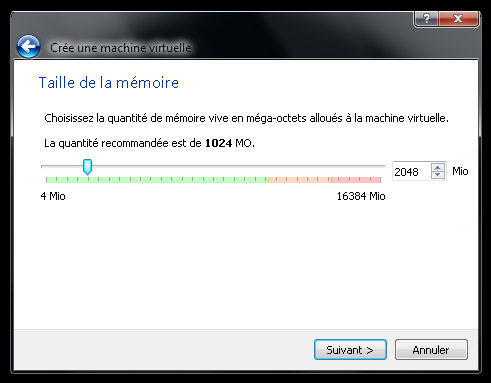 Crée une machine virtuelle
Taille de la mémoire
Choisissez la quantité de mémoire vive en méga-octets alloués à la machine virtuelle.
La quantité recommandée est de 1024 MO.
2048 Mio
4 Mio 16384 Mio
Suivant > Annuler